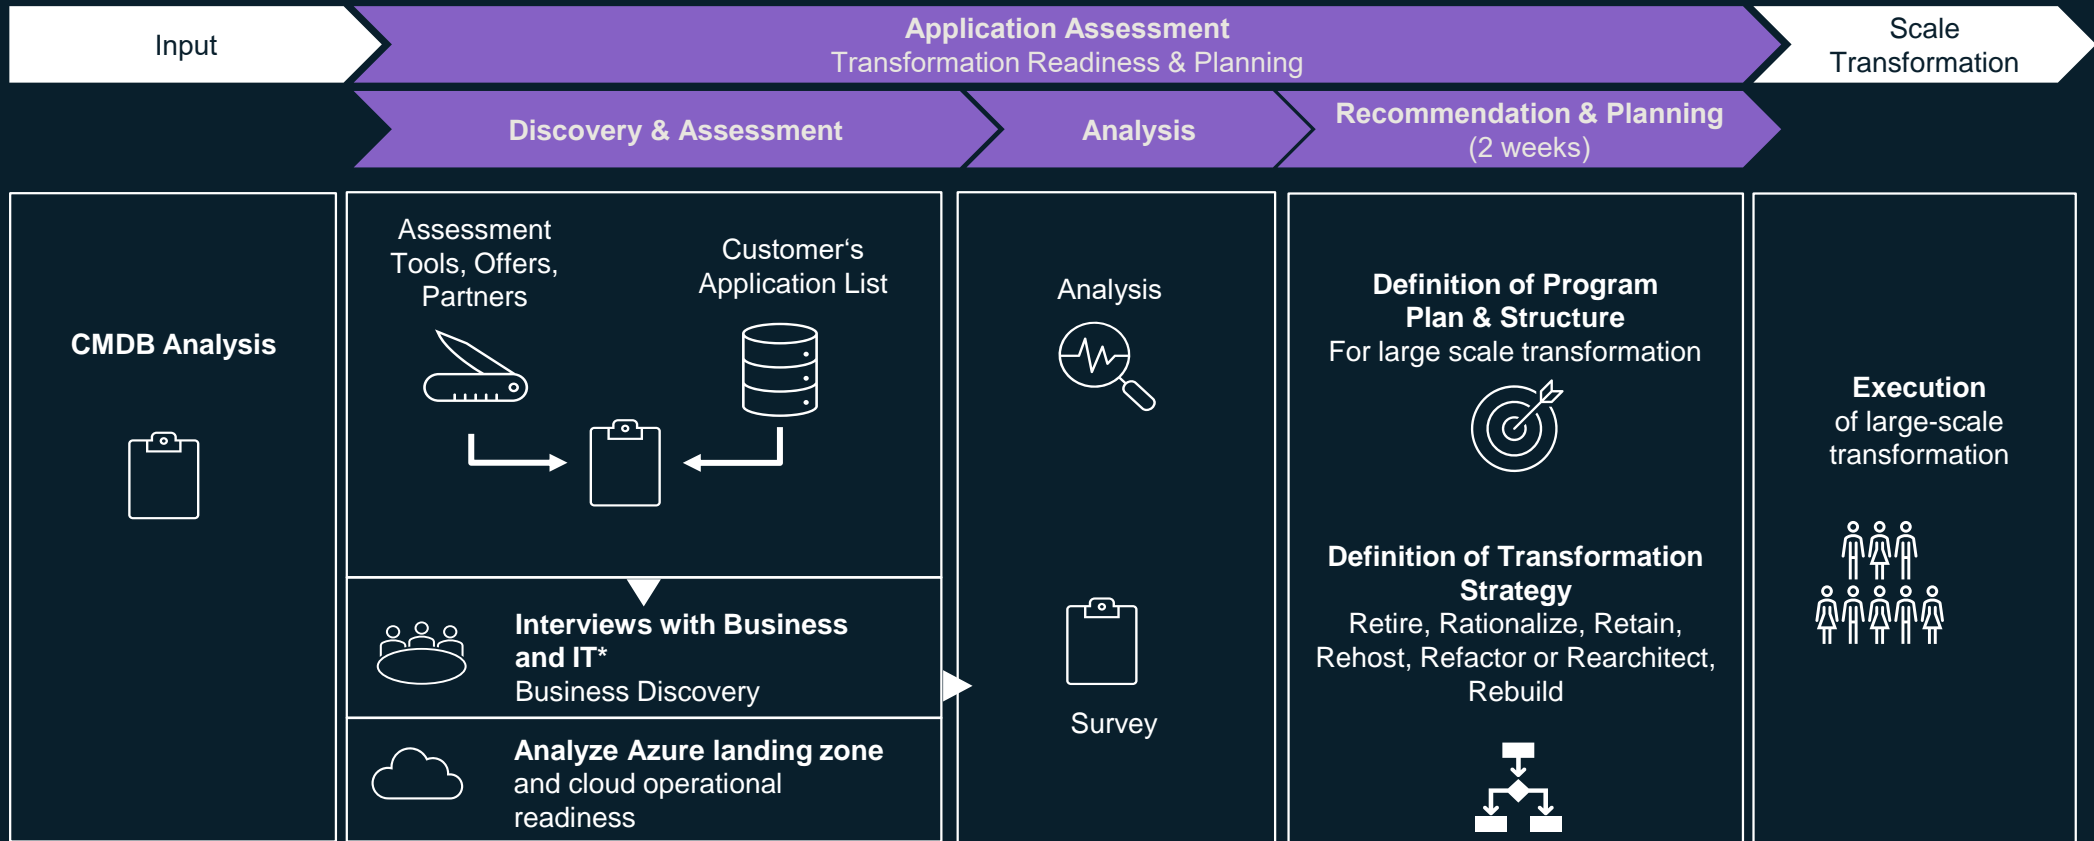 Input
Application Assessment
Transformation Readiness & Planning
Scale
Transformation
Discovery & Assessment
Analysis
Recommendation & Planning
(2 weeks)
CMDB Analysis
Assessment
Tools, Offers,
Partners
Customer‘s
Application List
Interviews with Business
and IT*
Business Discovery
Analyze Azure landing zone
and cloud operational
readiness
Analysis
Survey
Definition of Program
Plan & Structure
For large scale transformation
Definition of Transformation
Strategy
Retire, Rationalize, Retain,
Rehost, Refactor or Rearchitect,
Rebuild
Execution
of large-scale
transformation